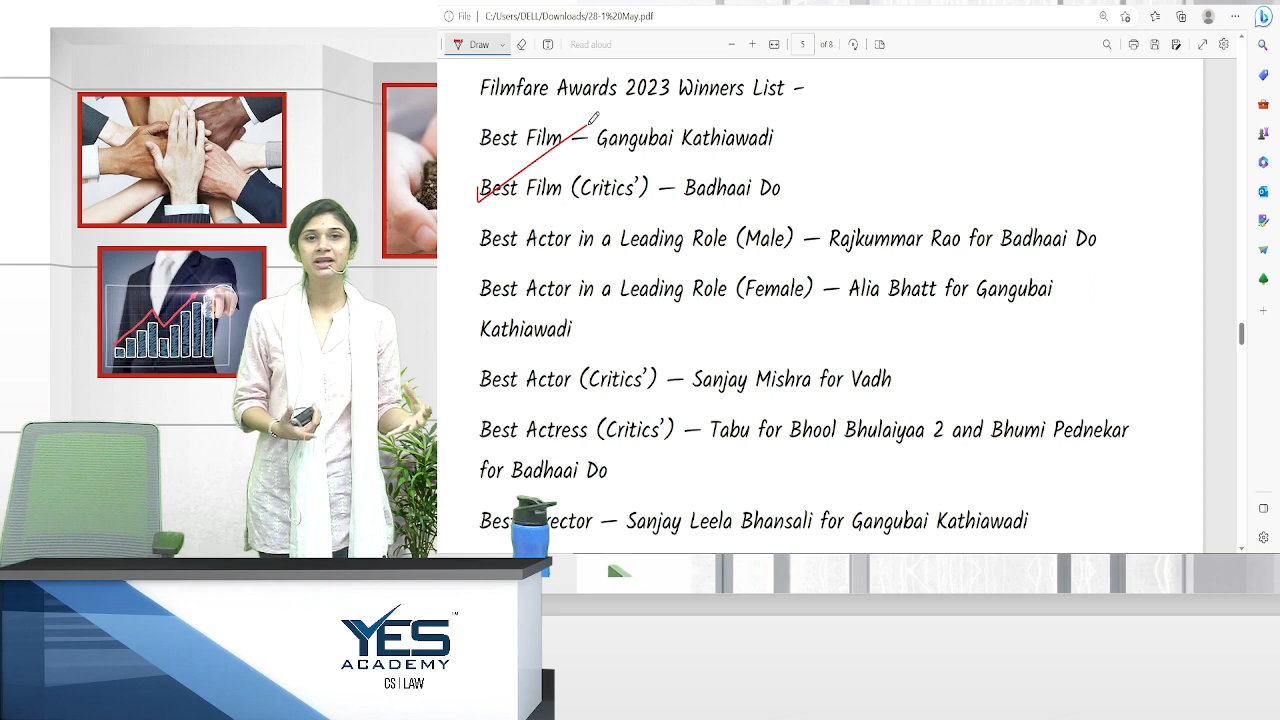 File | C:/Users/DELL/Downloads/28-1%20May.pdf
Draw
Read aloud
5 of 8
Filmfare Awards 2023 Winners List –
Best Film – Gangubai Kathiawadi
Best Film (Critics’) – Badhaai Do
Best Actor in a Leading Role (Male) – Rajkummar Rao for Badhaai Do
Best Actor in a Leading Role (Female) – Alia Bhatt for Gangubai
Kathiawadi
Best Actor (Critics’) – Sanjay Mishra for Vadh
Best Actress (Critics’) – Tabu for Bhool Bhulaiyaa 2 and Bhumi Pednekar
for Badhaai Do
Best – Sanjay Leela Bhansali for Gangubai Kathiawadi
YES™
ACADEMY
CS | LAW